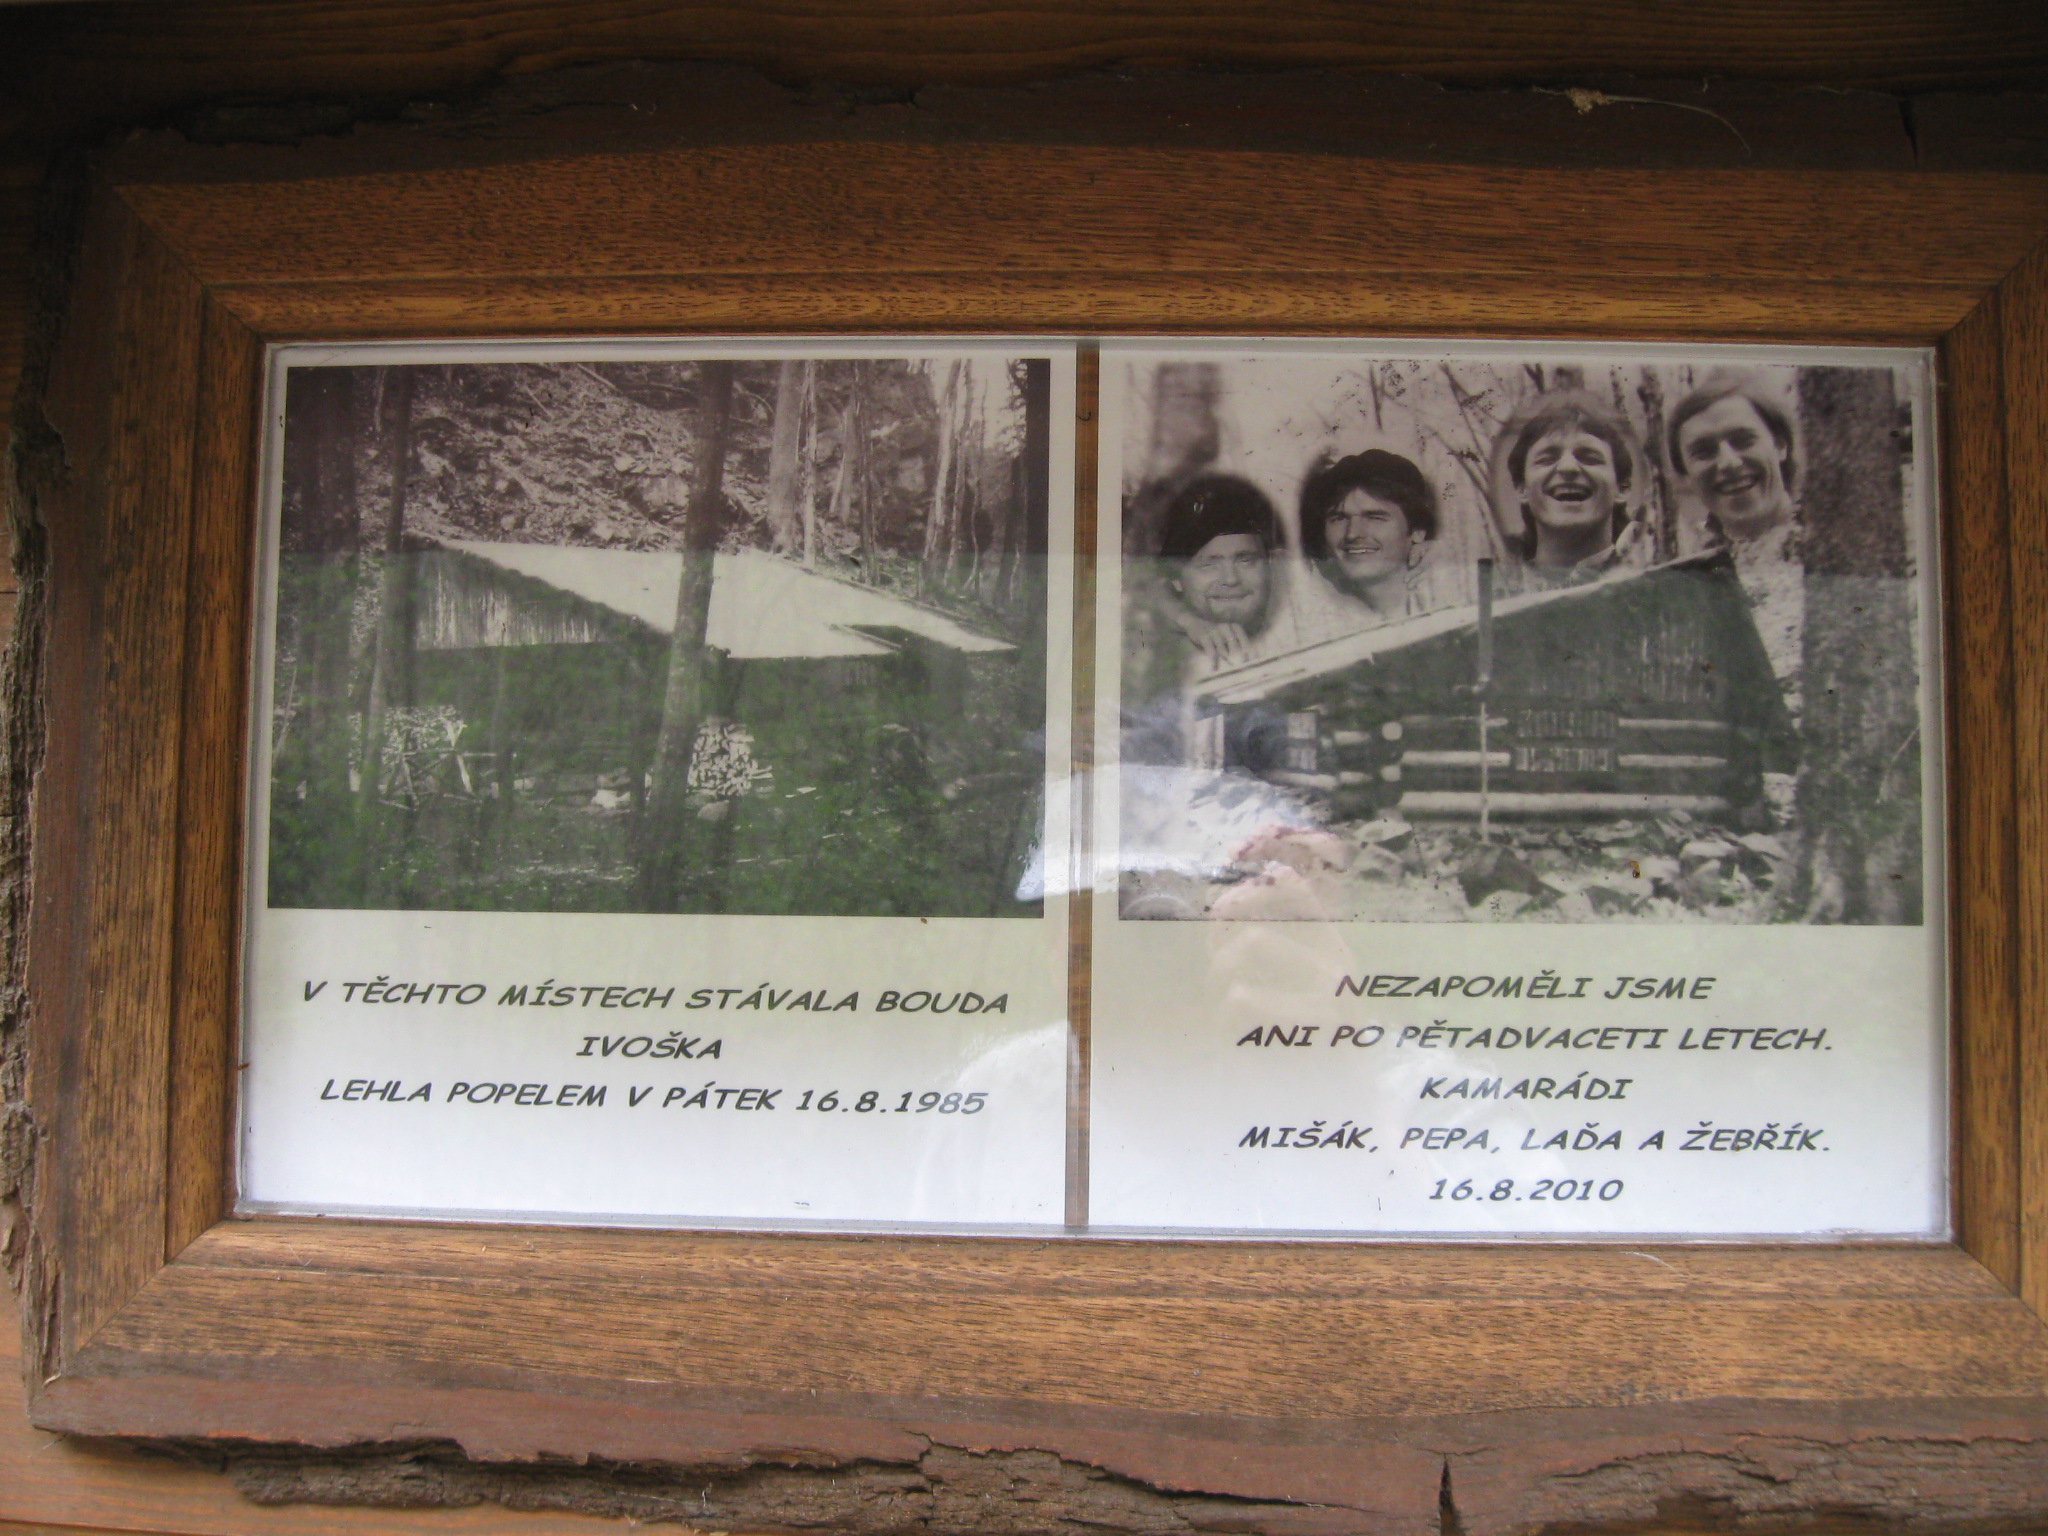 V TĚCHTO MÍSTECH STÁVALA BOUDA
IVOŠKA
LEHLA POPELEM V PÁTEK 16.8.1985
NEZAPOMĚLI JSME
ANI PO PĚTADVACETI LETECH.
KAMARÁDI
MIŠÁK, PEPA, LAĎA A ŽEBŘÍK.
16.8.2010